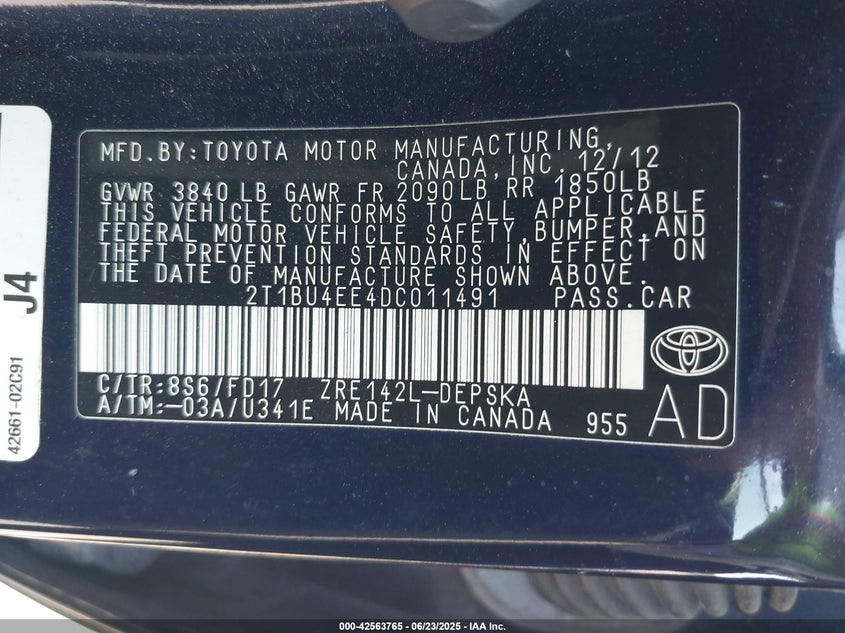 MFD.BY:TOYOTA MOTOR MANUFACTURING,
CANADA,INC. 12/12
GVWR 3840 LB GAWR FR 2090LB RR 1850LB
THIS VEHICLE CONFORMS TO ALL APPLICABLE
FEDERAL MOTOR VEHICLE SAFETY,BUMPER,AND
THEFT PREVENTION STANDARDS IN EFFECT ON
THE DATE OF MANUFACTURE SHOWN ABOVE.
2T1BU4EE4DC011491 PASS.CAR
C/TR:8S6/FD17 ZRE142L-DEPSKA
A/TM:-03A/U341E MADE IN CANADA 955 AD
J4
42661-02C91
000-42563765 - 06/23/2025 - IAA Inc.